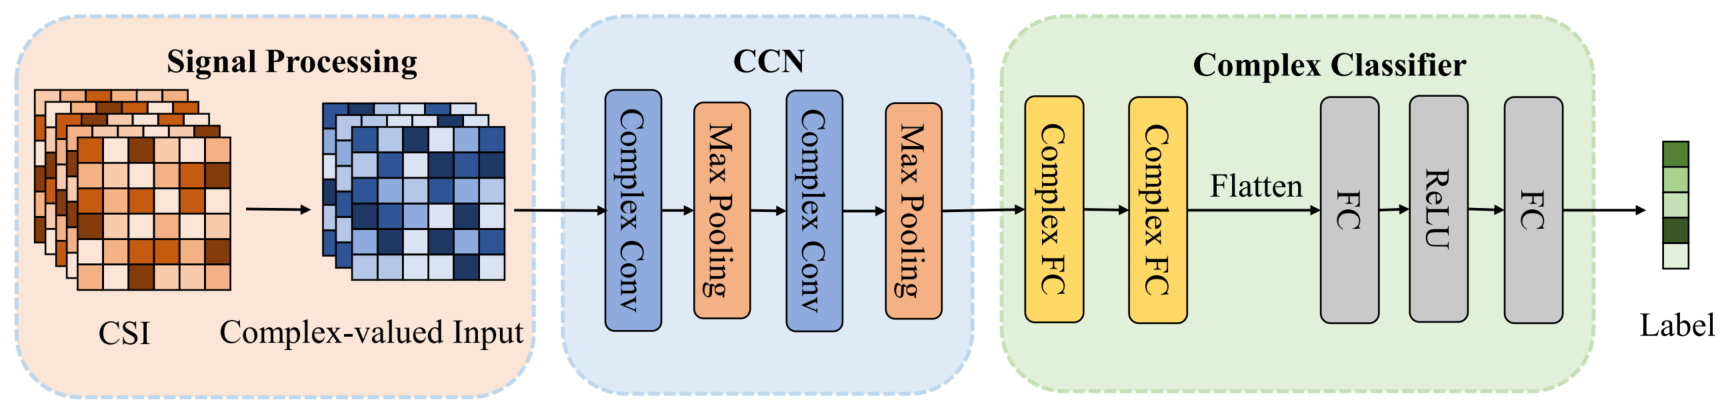 Signal Processing
CSI
Complex-valued Input
CCN
Complex Conv
Max Pooling
Complex Conv
Max Pooling
Complex Classifier
Complex FC
Complex FC
Flatten
FC
ReLU
FC
Label